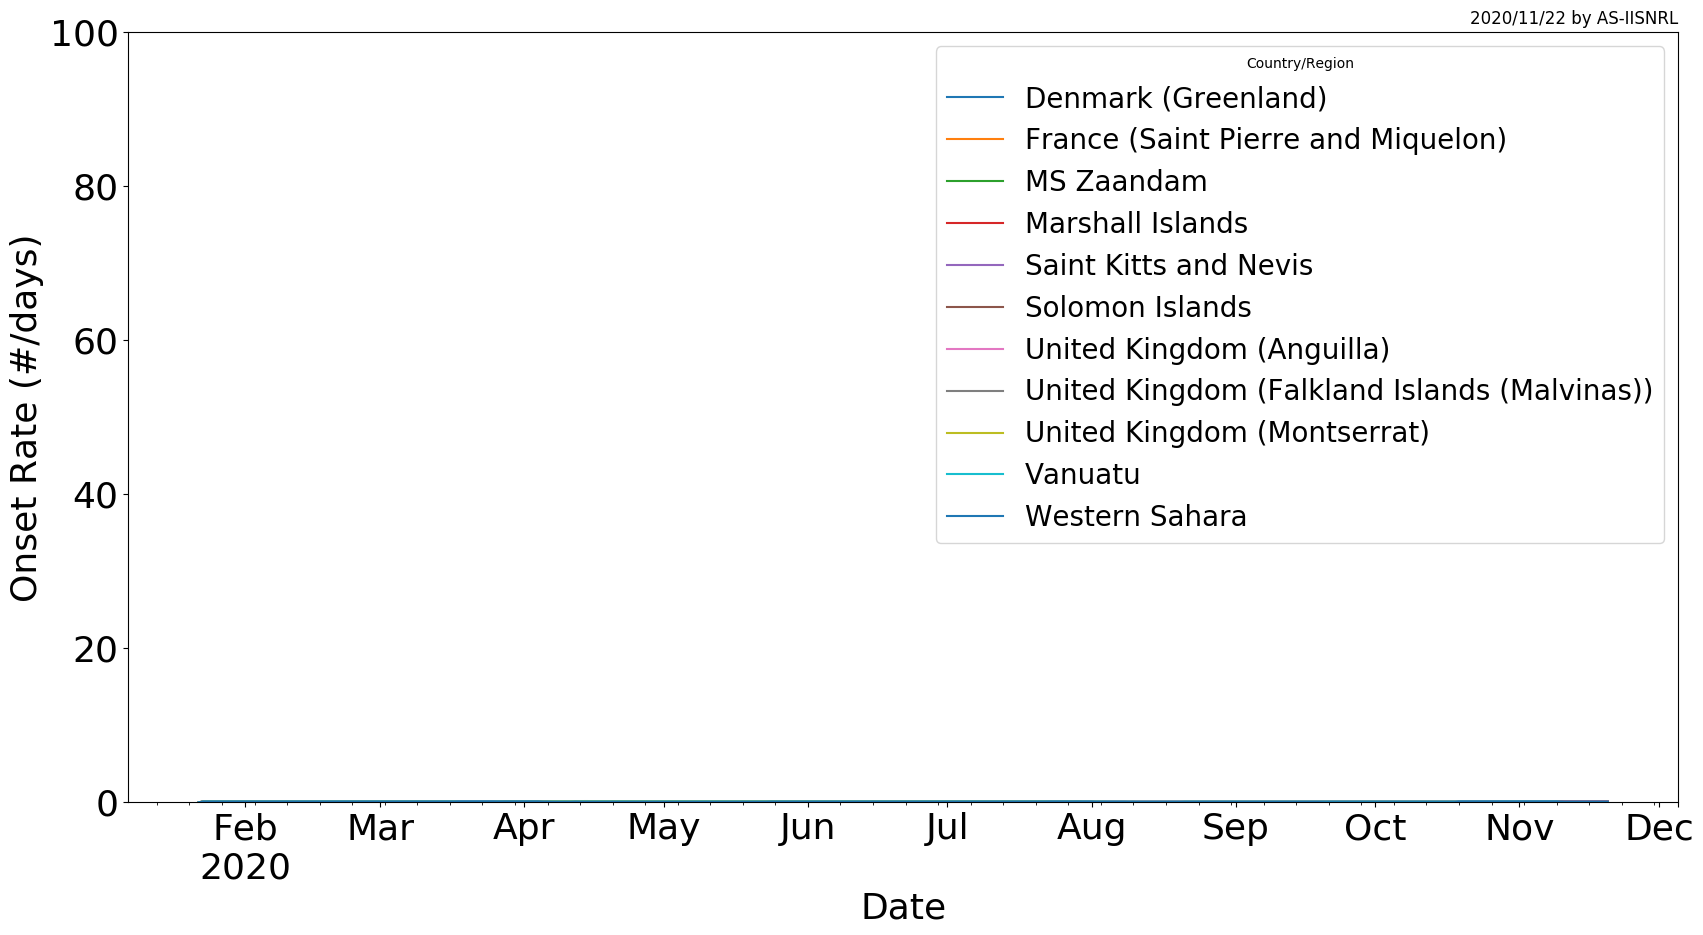 2020/11/22 by AS-IISNRL
100
80
60
40
20
0
Onset Rate (#/days)
Country/Region
Denmark (Greenland)
France (Saint Pierre and Miquelon)
MS Zaandam
Marshall Islands
Saint Kitts and Nevis
Solomon Islands
United Kingdom (Anguilla)
United Kingdom (Falkland Islands (Malvinas))
United Kingdom (Montserrat)
Vanuatu
Western Sahara
Feb Mar Apr May Jun Jul Aug Sep Oct Nov Dec
2020
Date